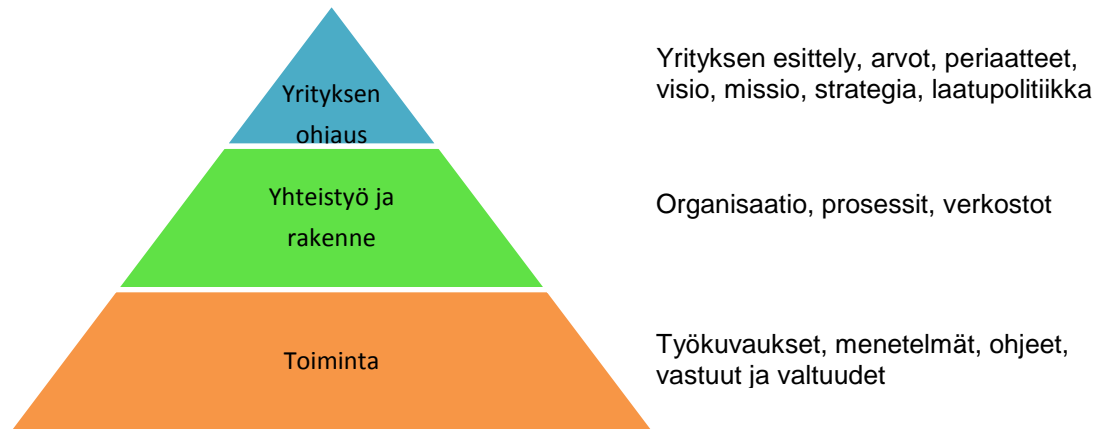 Yrityksen
ohjaus
Yrityksen esittely, arvot, periaatteet,
visio, missio, strategia, laatupolitiikka
Yhteistyö ja
rakenne
Organisaatio, prosessit, verkostot
Toiminta
Työkuvaukset, menetelmät, ohjeet,
vastuut ja valtuudet